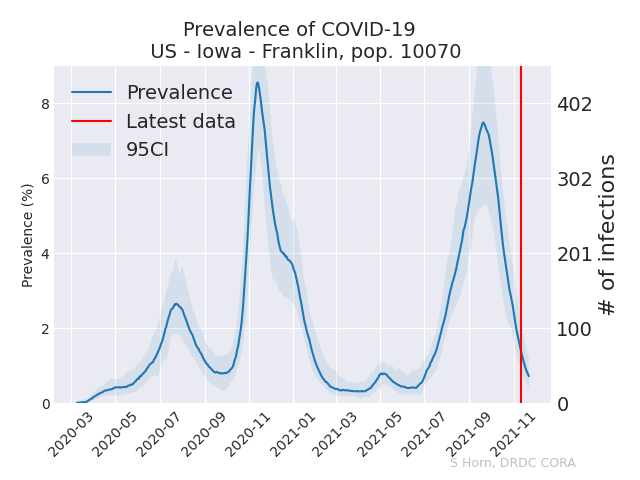 Prevalence of COVID-19
US - Iowa - Franklin, pop. 10070
Prevalence
Latest data
95CI
Prevalence (%)
8
6
4
2
0
402
302
201
100
0
# of infections
2020-03
2020-05
2020-07
2020-09
2020-11
2021-01
2021-03
2021-05
2021-07
2021-09
2021-11
S Horn, DRDC CORA